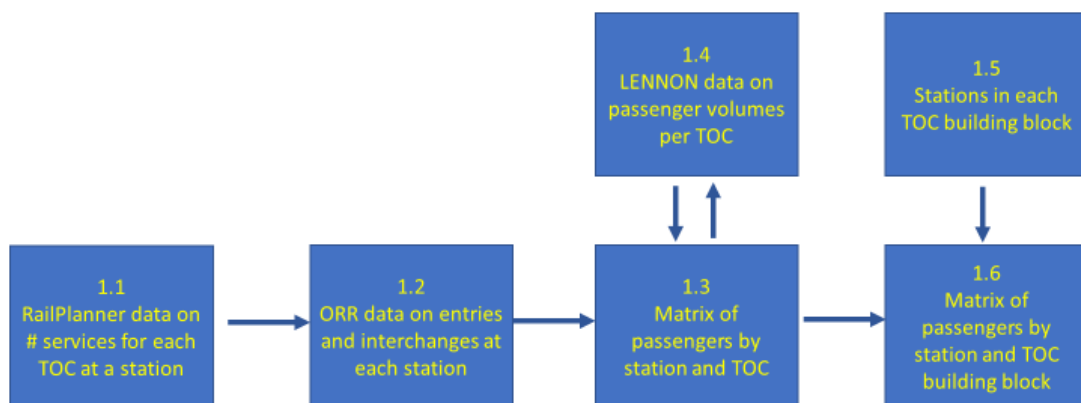 1.4
LENNON data on
passenger volumes
per TOC
1.5
Stations in each
TOC building block
1.1
RailPlanner data on
# services for each
TOC at a station
1.2
ORR data on entries
and interchanges at
each station
1.3
Matrix of
passengers by
station and TOC
1.6
Matrix of
passengers by
station and TOC
building block